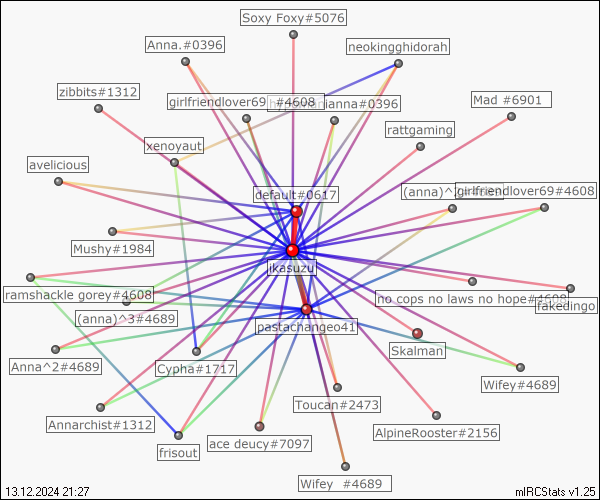 Soxy Foxy#5076
Anna.#0396
neokingghidorah
zibbits#1312
girlfriendlover69 #4608
ianna#0396
Mad #6901
rattgaming
xenoyaut
avelicious
default#0617
(anna)^
girlfriendlover69#4608
Mushy#1984
ikasuzu
ramshackle gorey#4608
no cops no laws no hope#4608
fakedingo
(anna)^3#4689
pastachangeo41
Skalman
Anna^2#4689
Cypha#1717
Wifey#4689
Toucan#2473
Annarchist#1312
AlpineRooster#2156
ace deucy#7097
frisout
Wifey #4689
13.12.2024 21:27
mIRCStats v1.25